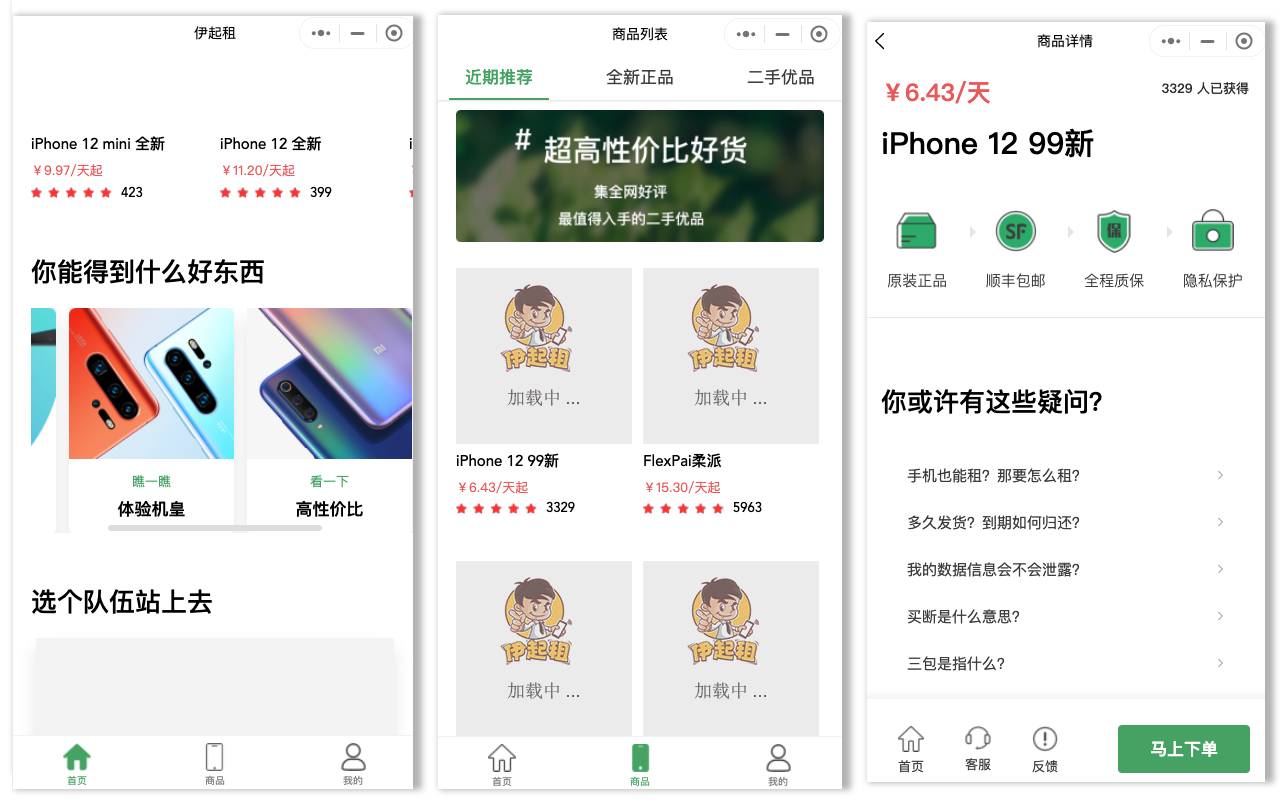 伊起租
iPhone 12 mini 全新
¥9.97/天起
423
iPhone 12 全新
¥11.20/天起
399
你能得到什么好东西
瞧一瞧
体验机皇
看一下
高性价比
选个队伍站上去
首页
商品
我的
商品列表
近期推荐
全新正品
二手优品
# 超高性价比好货
集全网好评
最值得入手的二手优品
伊起租
加载中 ...
iPhone 12 99新
¥6.43/天起
3329
伊起租
加载中 ...
FlexPai柔派
¥15.30/天起
5963
伊起租
加载中 ...
伊起租
加载中 ...
首页
商品
我的
商品详情
¥6.43/天
3329 人已获得
iPhone 12 99新
SF
保
原装正品
顺丰包邮
全程质保
隐私保护
你或许有这些疑问?
手机也能租? 那要怎么租?
多久发货? 到期如何归还?
我的数据信息会不会泄露?
买断是什么意思?
三包是指什么?
首页
客服
反馈
马上下单